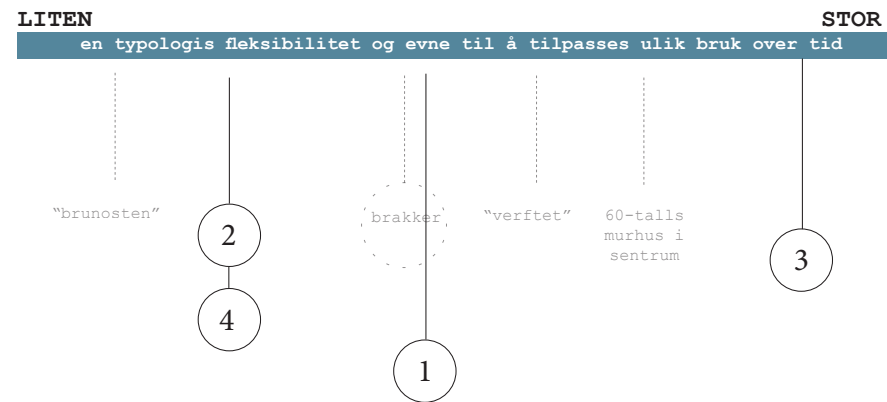 LITEN STOR
en typologis fleksibilitet og evne til å tilpasses ulik bruk over tid
“brunosten” brakker “verftet” 60-talls
murhus i
sentrum
2
3
4
1